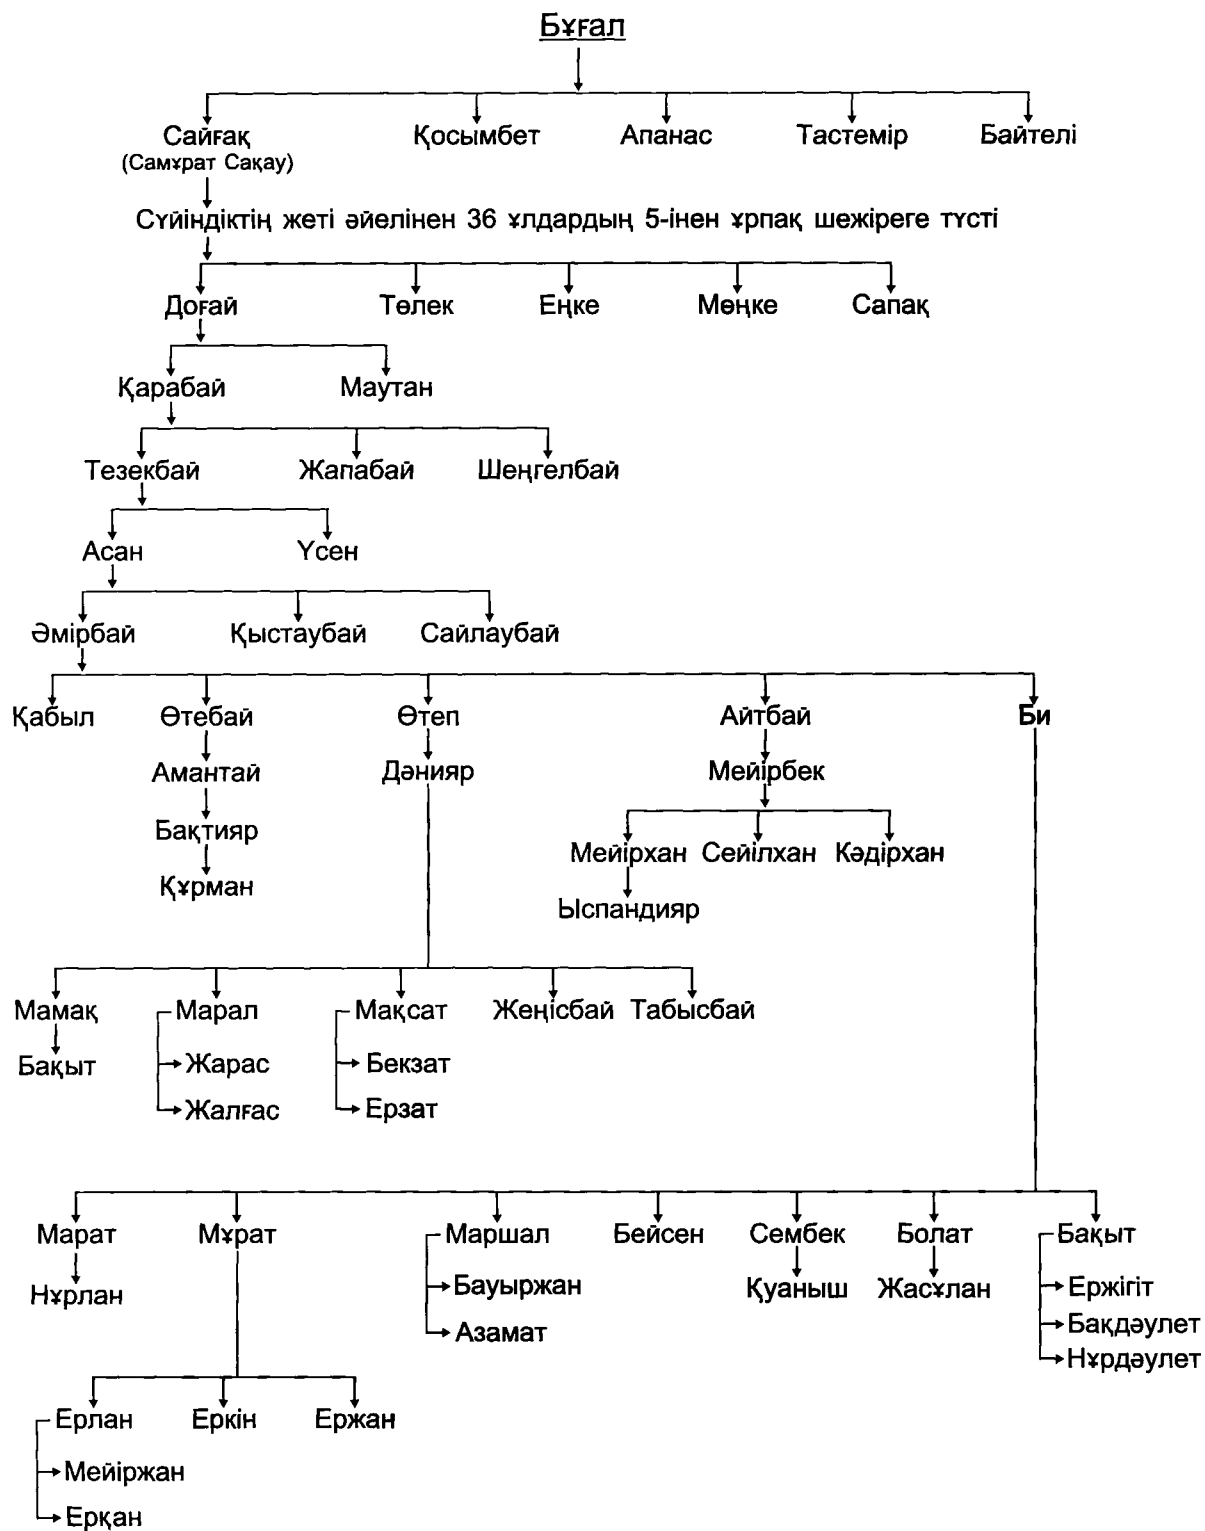 Бұғал
Сайғақ Қосымбет Апанас Тастемір Байтелі
(Самұрат Сақау)
Сүйіндіктің жеті әйелінен 36 ұлдардың 5-інен ұрпақ шежіреге түсті
Доғай Төлек Еңке Мөңке Сапақ
Қарабай Маутан
Тезекбай Жапабай Шеңгелбай
Асан Үсен
Әмірбай Қыстаубай Сайлаубай
Қабыл Өтебай Өтеп Айтбай Би
Амантай Дәнияр Мейірбек
Бақтияр
Мейірхан Сейілхан Кәдірхан
Құрман
Ыспандияр
Мамақ Марал Мақсат Жеңісбай Табысбай
Бақыт Жарас Бекзат
Жалғас Ерзат
Марат Мұрат Маршал Бейсен Сембек Болат Бақыт
Нұрлан Бауыржан Қуаныш Жасұлан Ержігіт
Азамат Бақдәулет
Нұрдәулет
Ерлан Еркін Ержан
Мейіржан
Ерқан